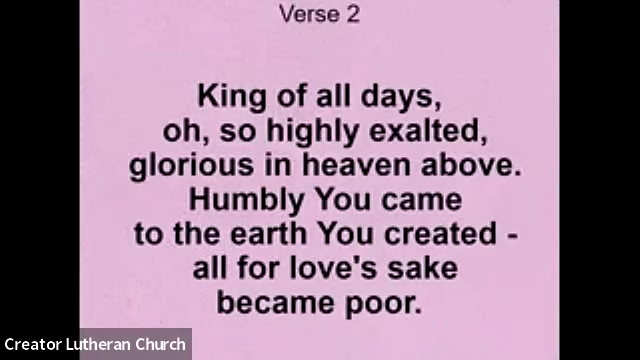 Verse 2
King of all days,
oh, so highly exalted,
glorious in heaven above.
Humbly You came
to the earth You created -
all for love's sake
became poor.
Creator Lutheran Church